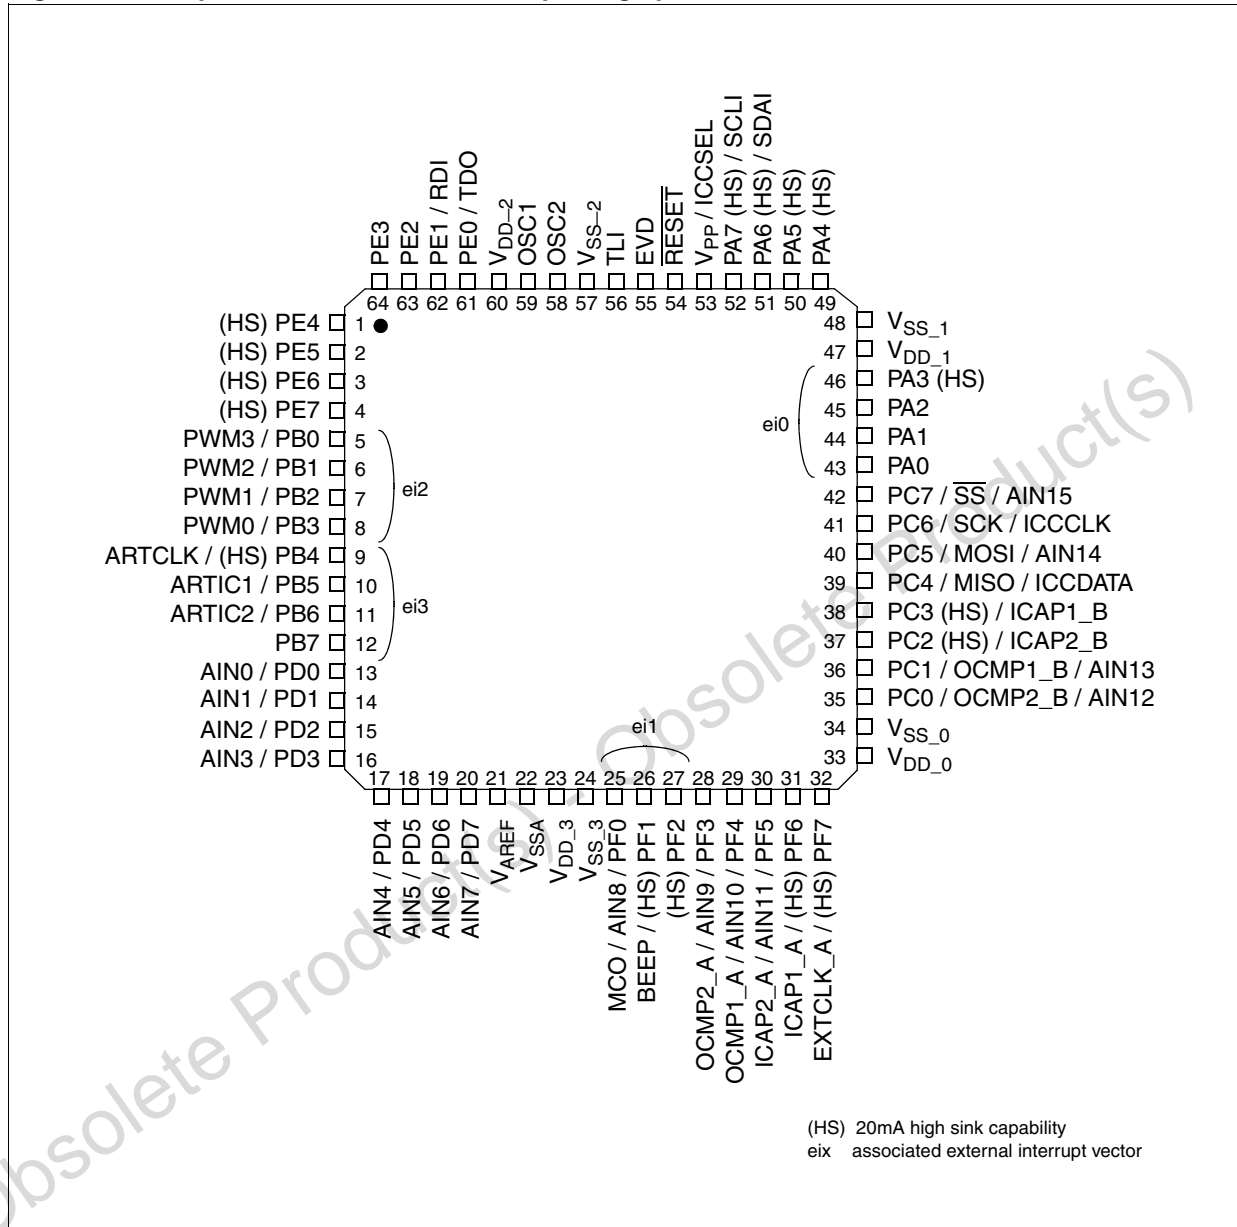 PE3
PE2
PE1 / RDI
PE0 / TDO
VDD_2
OSC1
OSC2
VSS_2
TLI
EVD
RESET
VPP / ICCSEL
PA7 (HS) / SCLI
PA6 (HS) / SDAI
PA5 (HS)
PA4 (HS)
64 63 62 61 60 59 58 57 56 55 54 53 52 51 50 49
(HS) PE4 1
(HS) PE5 2
(HS) PE6 3
(HS) PE7 4
PWM3 / PB0 5
PWM2 / PB1 6
PWM1 / PB2 7
PWM0 / PB3 8
ei2
ARTCLK / (HS) PB4 9
ARTIC1 / PB5 10
ARTIC2 / PB6 11
PB7 12
ei3
AIN0 / PD0 13
AIN1 / PD1 14
AIN2 / PD2 15
AIN3 / PD3 16
48 VSS_1
47 VDD_1
46 PA3 (HS)
45 PA2
44 PA1
43 PA0
ei0
42 PC7 / SS / AIN15
41 PC6 / SCK / ICCCLK
40 PC5 / MOSI / AIN14
39 PC4 / MISO / ICCDATA
38 PC3 (HS) / ICAP1_B
37 PC2 (HS) / ICAP2_B
36 PC1 / OCMP1_B / AIN13
35 PC0 / OCMP2_B / AIN12
34 VSS_0
33 VDD_0
ei1
17 18 19 20 21 22 23 24 25 26 27 28 29 30 31 32
AIN4 / PD4
AIN5 / PD5
AIN6 / PD6
AIN7 / PD7
VAREF
VSSA
VDD_3
VSS_3
MCO / AIN8 / PF0
BEEP / (HS) PF1
(HS) PF2
OCMP2_A / AIN9 / PF3
OCMP1_A / AIN10 / PF4
ICAP2_A / AIN11 / PF5
ICAP1_A / (HS) PF6
EXTCLK_A / (HS) PF7
(HS) 20mA high sink capability
eix associated external interrupt vector
Obsolete Product(s) - Obsolete Product(s)